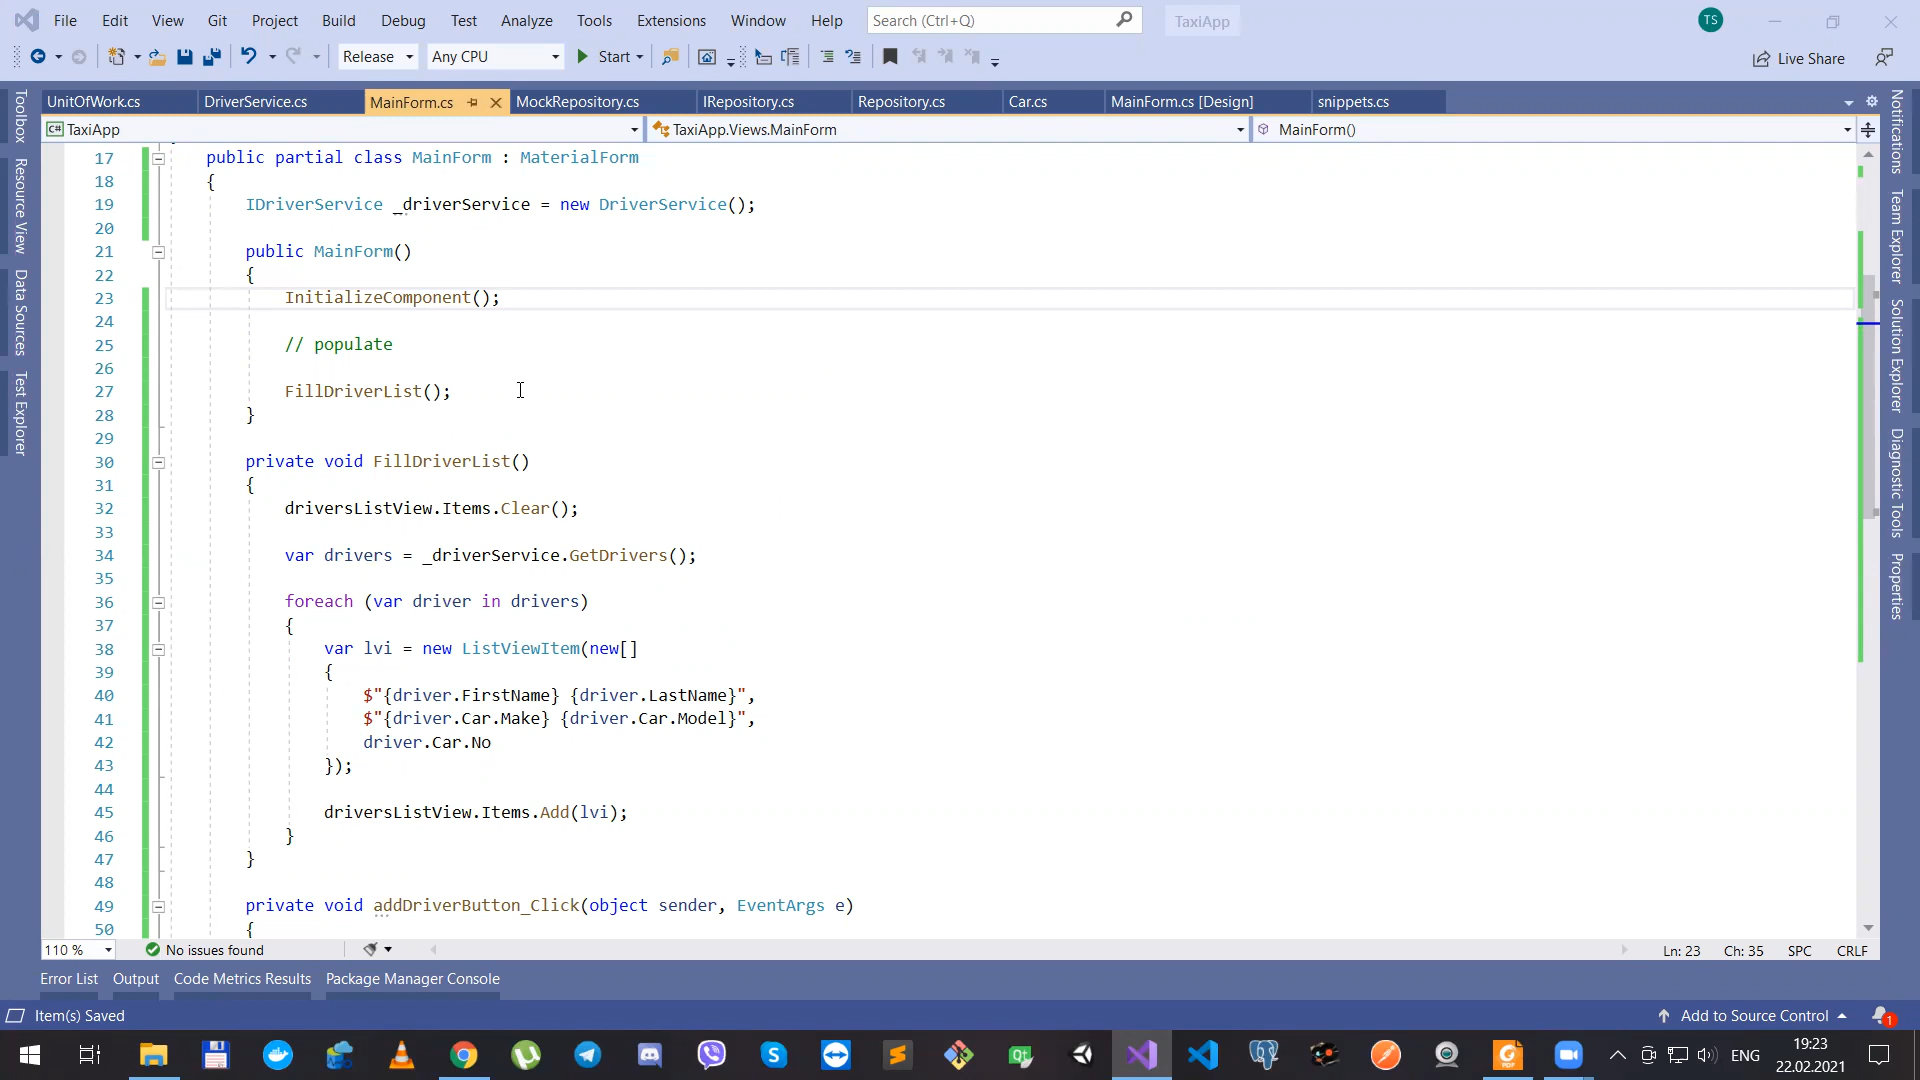 File Edit View Git Project Build Debug Test Analyze Tools Extensions Window Help Search (Ctrl+Q) TaxiApp TS
Release Any CPU Start Live Share
UnitOfWork.cs DriverService.cs MainForm.cs MockRepository.cs IRepository.cs Repository.cs Car.cs MainForm.cs [Design] snippets.cs
C# TaxiApp TaxiApp.Views.MainForm MainForm()
Toolbox
Resource View
Data Sources
Test Explorer
17 public partial class MainForm : MaterialForm
18 {
19 IDriverService _driverService = new DriverService();
20
21 public MainForm()
22 {
23 InitializeComponent();
24
25 // populate
26
27 FillDriverList();
28 }
29
30 private void FillDriverList()
31 {
32 driversListView.Items.Clear();
33
34 var drivers = _driverService.GetDrivers();
35
36 foreach (var driver in drivers)
37 {
38 var lvi = new ListViewItem(new[]
39 {
40 $"{driver.FirstName} {driver.LastName}",
41 $"{driver.Car.Make} {driver.Car.Model}",
42 driver.Car.No
43 });
44
45 driversListView.Items.Add(lvi);
46 }
47 }
48
49 private void addDriverButton_Click(object sender, EventArgs e)
50 {
Notifications
Team Explorer
Solution Explorer
Diagnostic Tools
Properties
110 % No issues found Ln: 23 Ch: 35 SPC CRLF
Error List Output Code Metrics Results Package Manager Console
Item(s) Saved Add to Source Control 1
ENG 19:23
22.02.2021